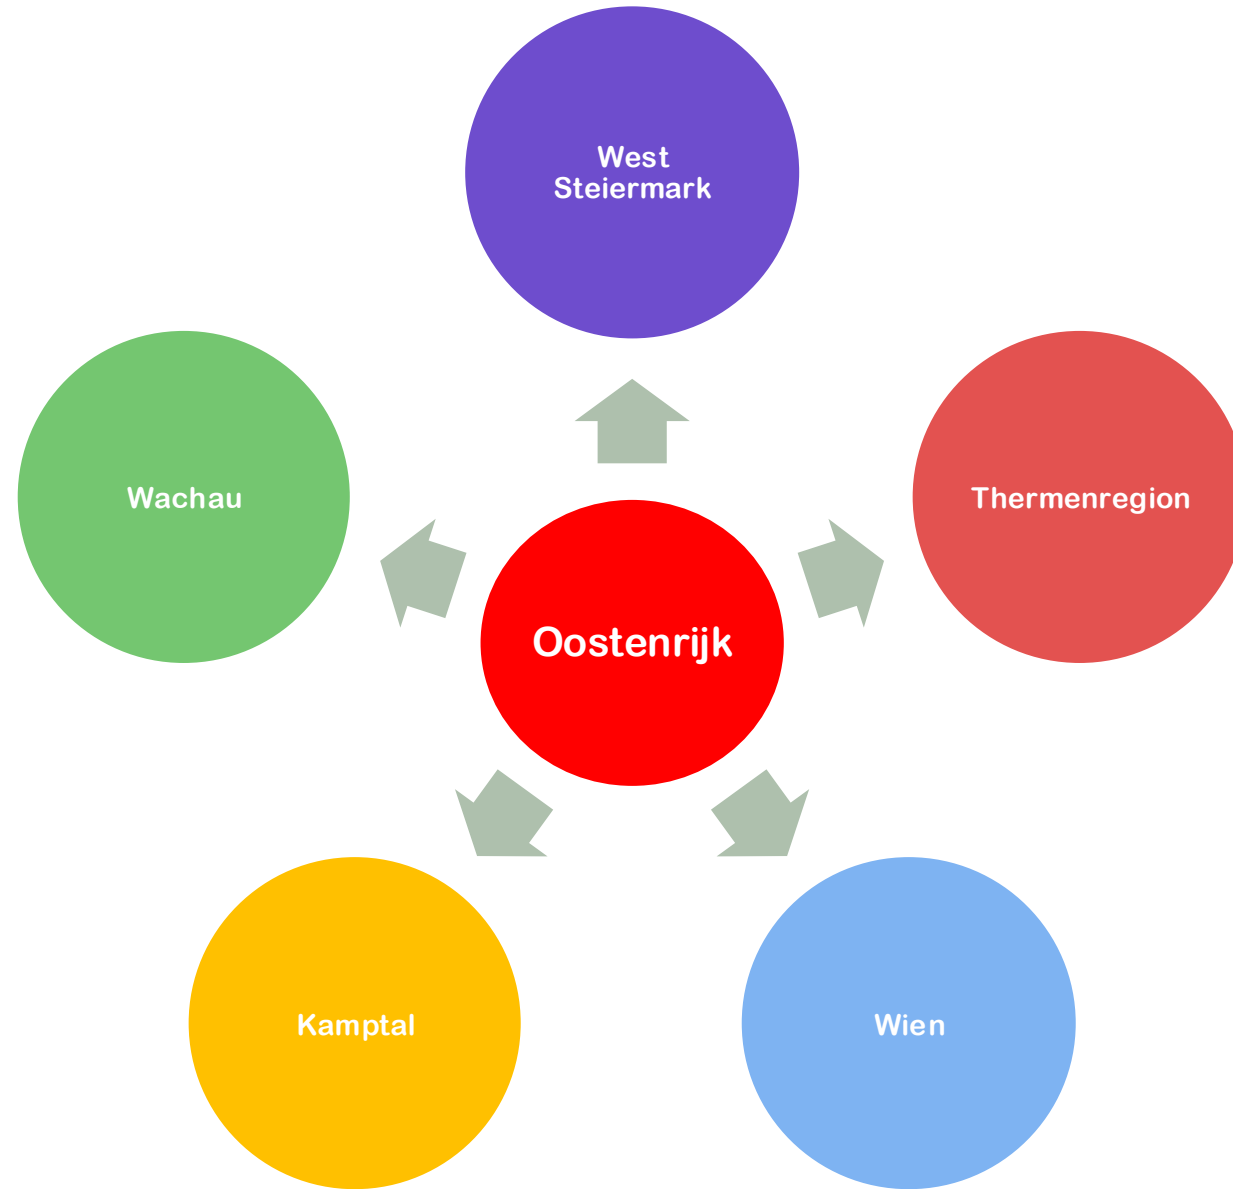 West
Steiermark
Wachau
Thermenregion
Oostenrijk
Kamptal
Wien